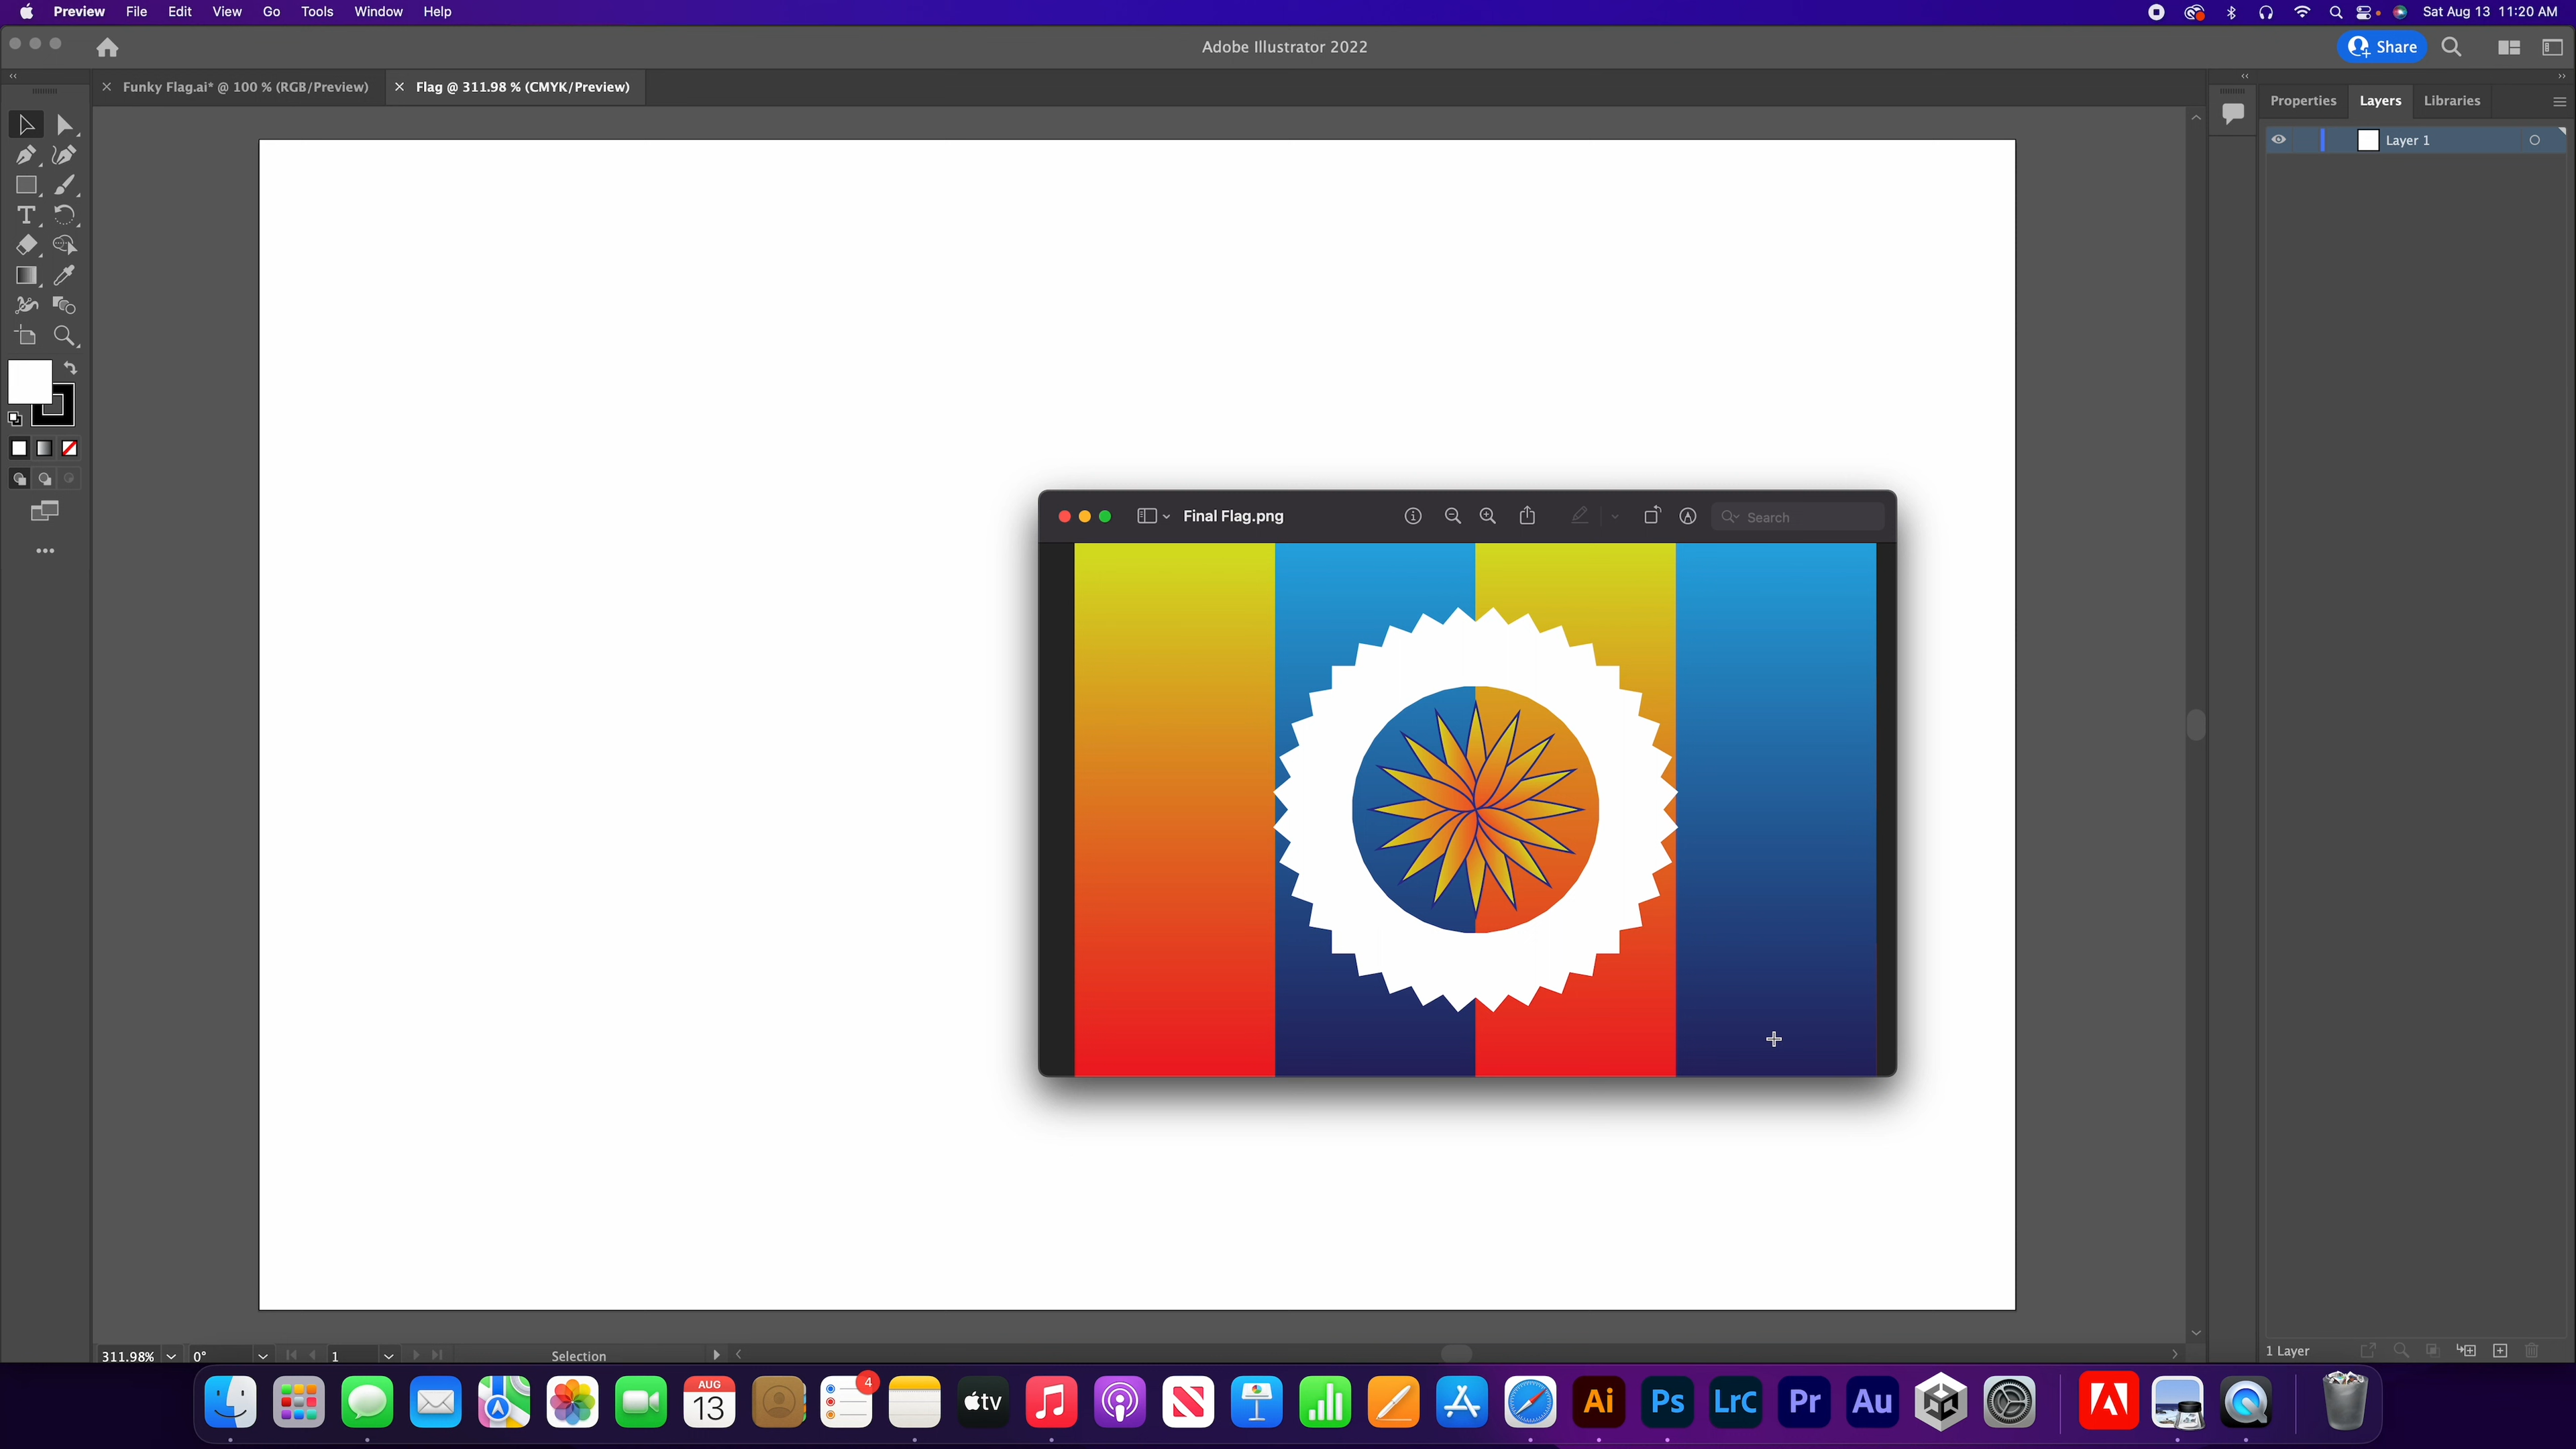 Preview File Edit View Go Tools Window Help
Sat Aug 13 11:20 AM
Adobe Illustrator 2022
Share
Funky Flag.ai* @ 100 % (RGB/Preview)
Flag @ 311.98 % (CMYK/Preview)
Properties Layers Libraries
Layer 1
T
Final Flag.png
Search
311.98%
0°
1
Selection
1 Layer
AUG
13
4
tv
Ai
Ps
LrC
Pr
Au